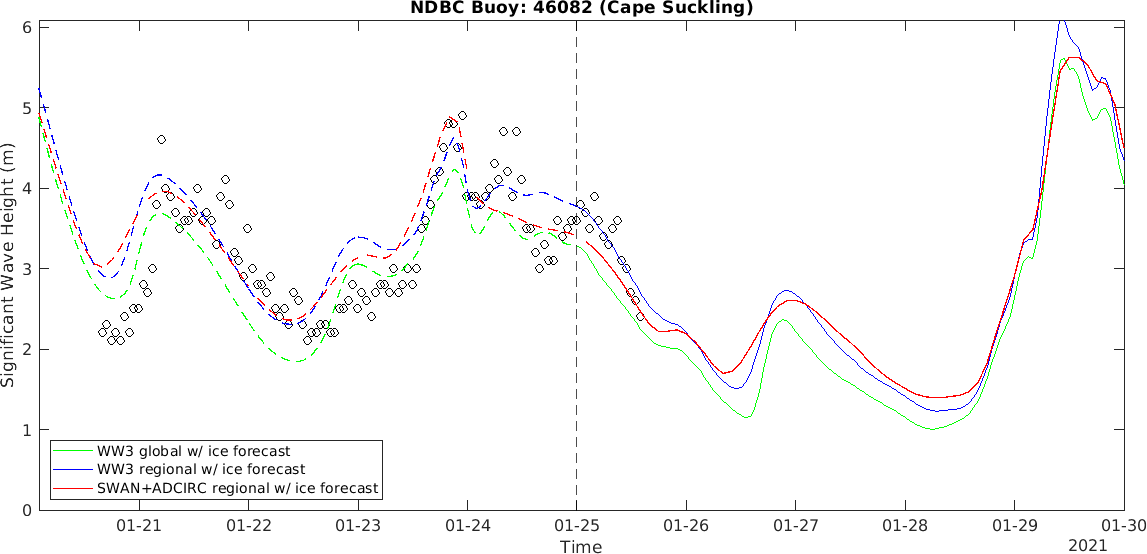 NDBC Buoy: 46082 (Cape Suckling)
6
5
4
3
2
1
0
Significant Wave Height (m)
WW3 global w/ ice forecast
WW3 regional w/ ice forecast
SWAN+ADCIRC regional w/ ice forecast
01-21 01-22 01-23 01-24 01-25 01-26 01-27 01-28 01-29 01-30
Time
2021